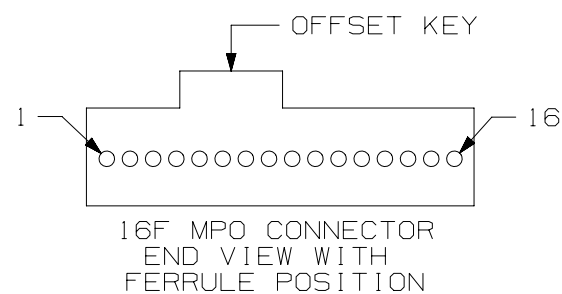 OFFSET KEY
1
16
16F MPO CONNECTOR
END VIEW WITH
FERRULE POSITION